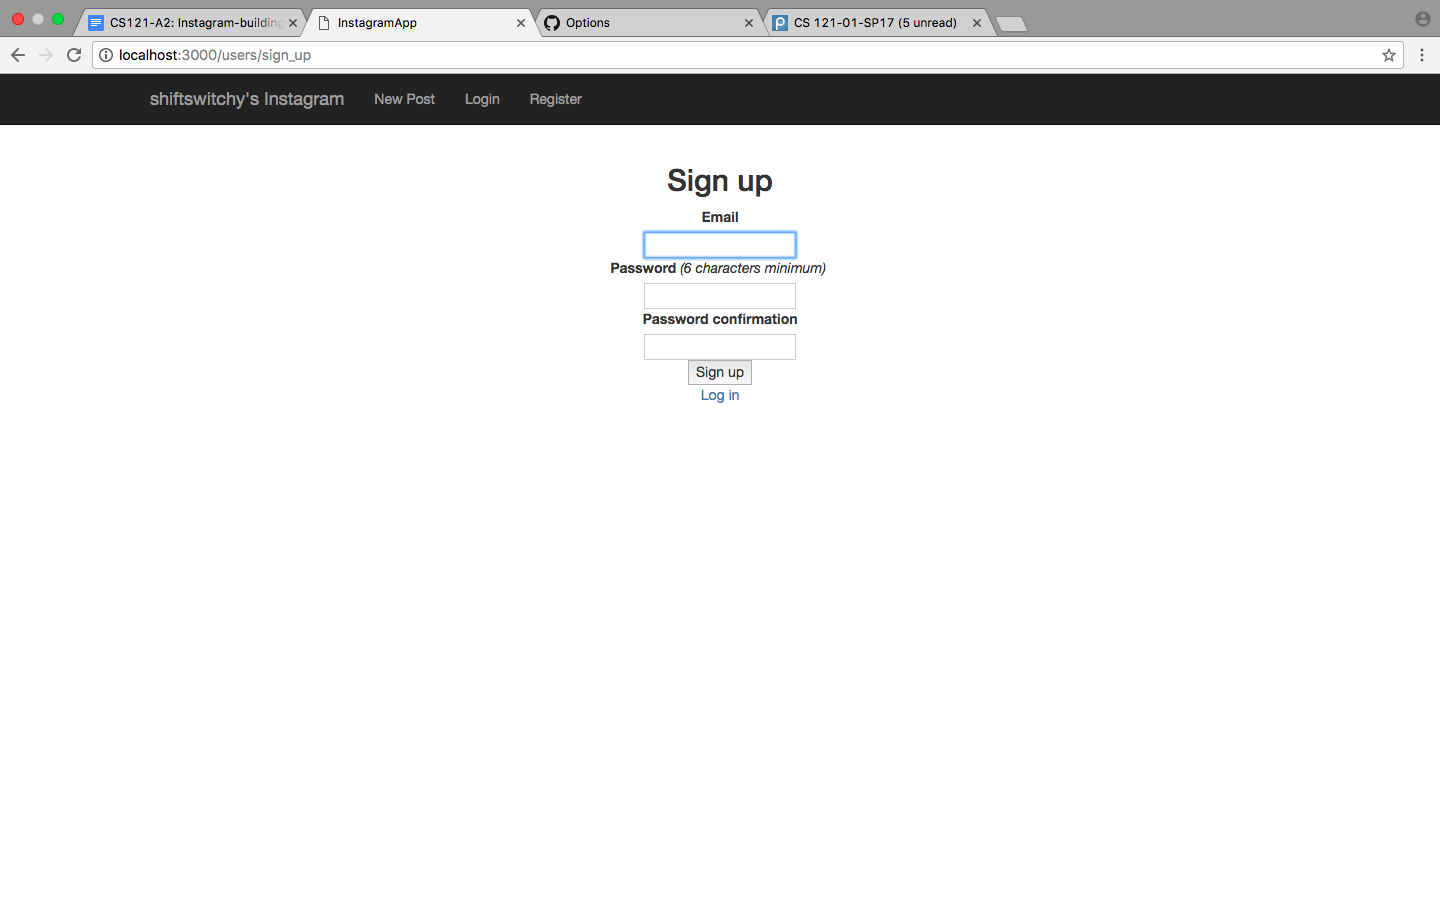 CS121-A2: Instagram-building
InstagramApp
Options
CS 121-01-SP17 (5 unread)
localhost:3000/users/sign_up
shiftswitchy's Instagram New Post Login Register
Sign up
Email
Password (6 characters minimum)
Password confirmation
Sign up
Log in